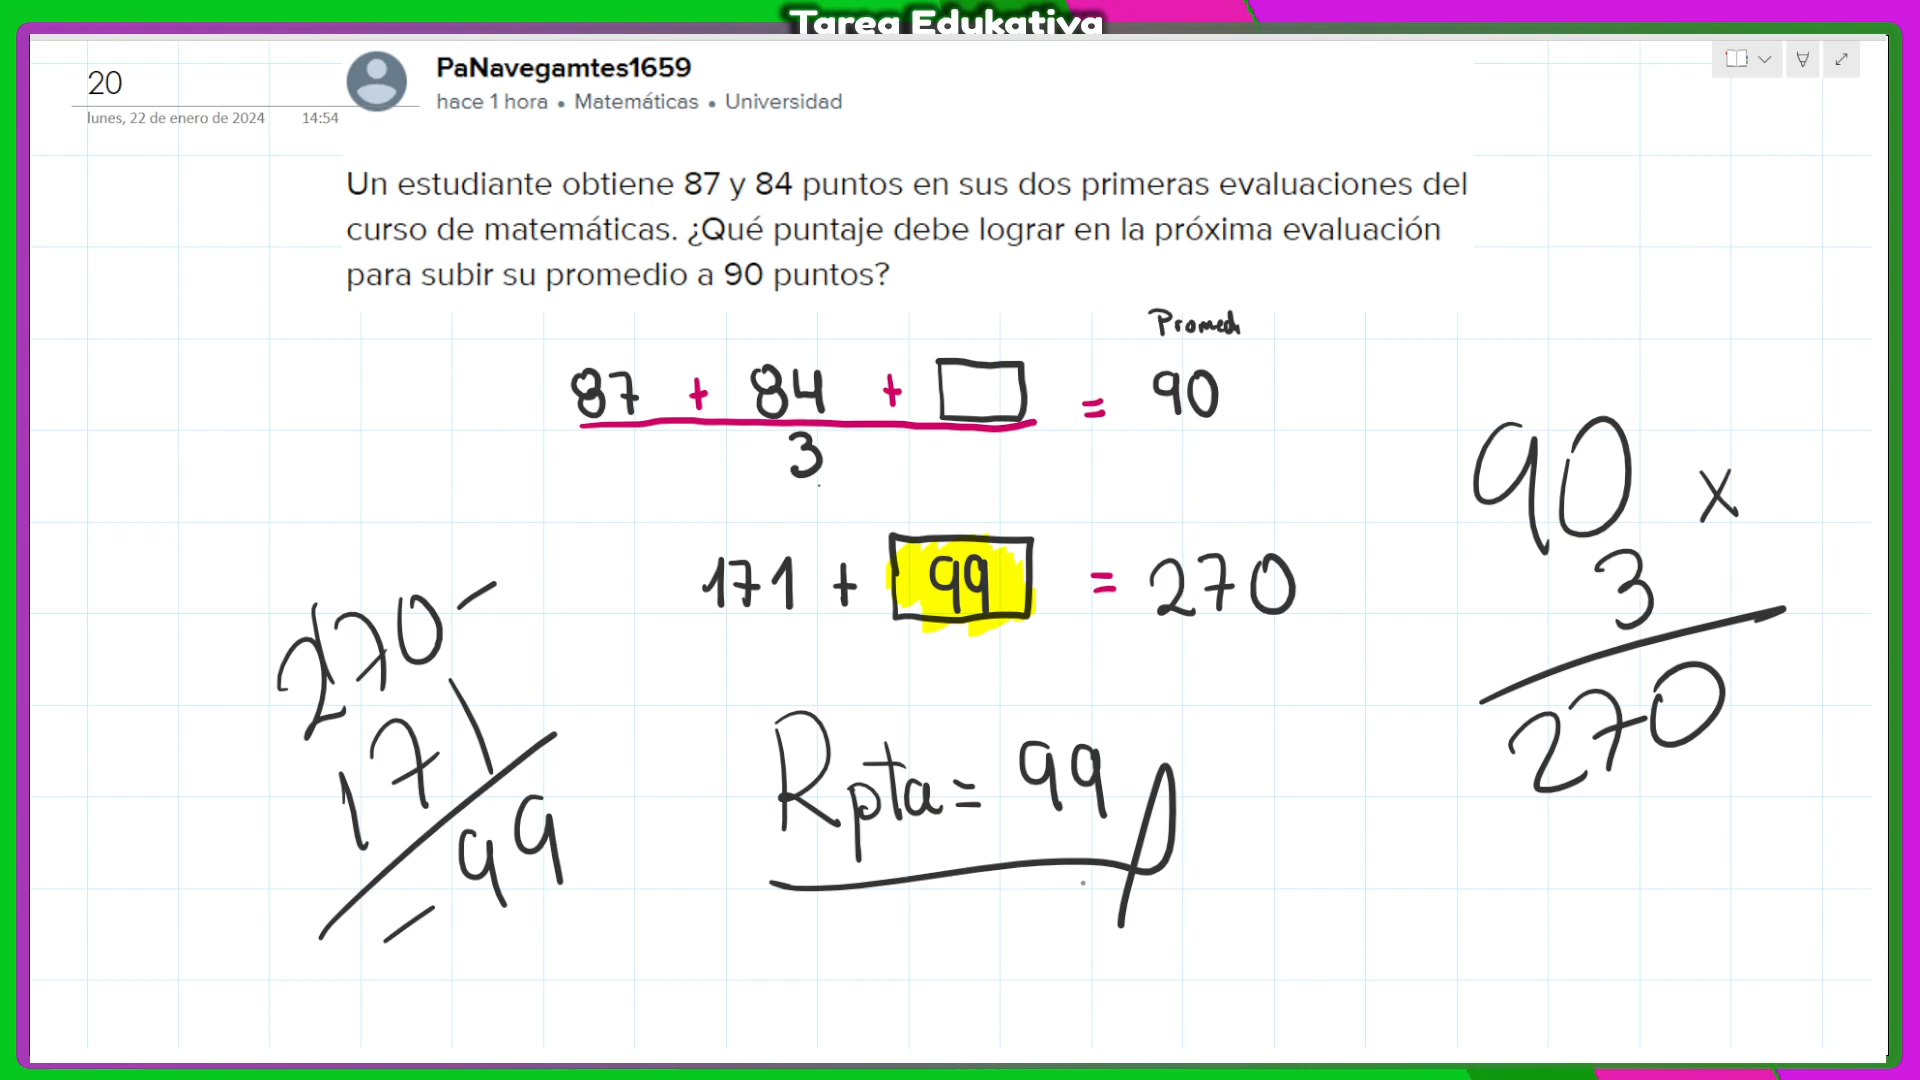 Tarea Edukativa
20
lunes, 22 de enero de 2024 14:54
PaNavegamtes1659
hace 1 hora • Matemáticas • Universidad
Un estudiante obtiene 87 y 84 puntos en sus dos primeras evaluaciones del
curso de matemáticas. ¿Qué puntaje debe lograr en la próxima evaluación
para subir su promedio a 90 puntos?
Promed
87 + 84 + = 90
3
171 + 99 = 270
90 x
3
270
270 -
171
- 99
Rpta = 99